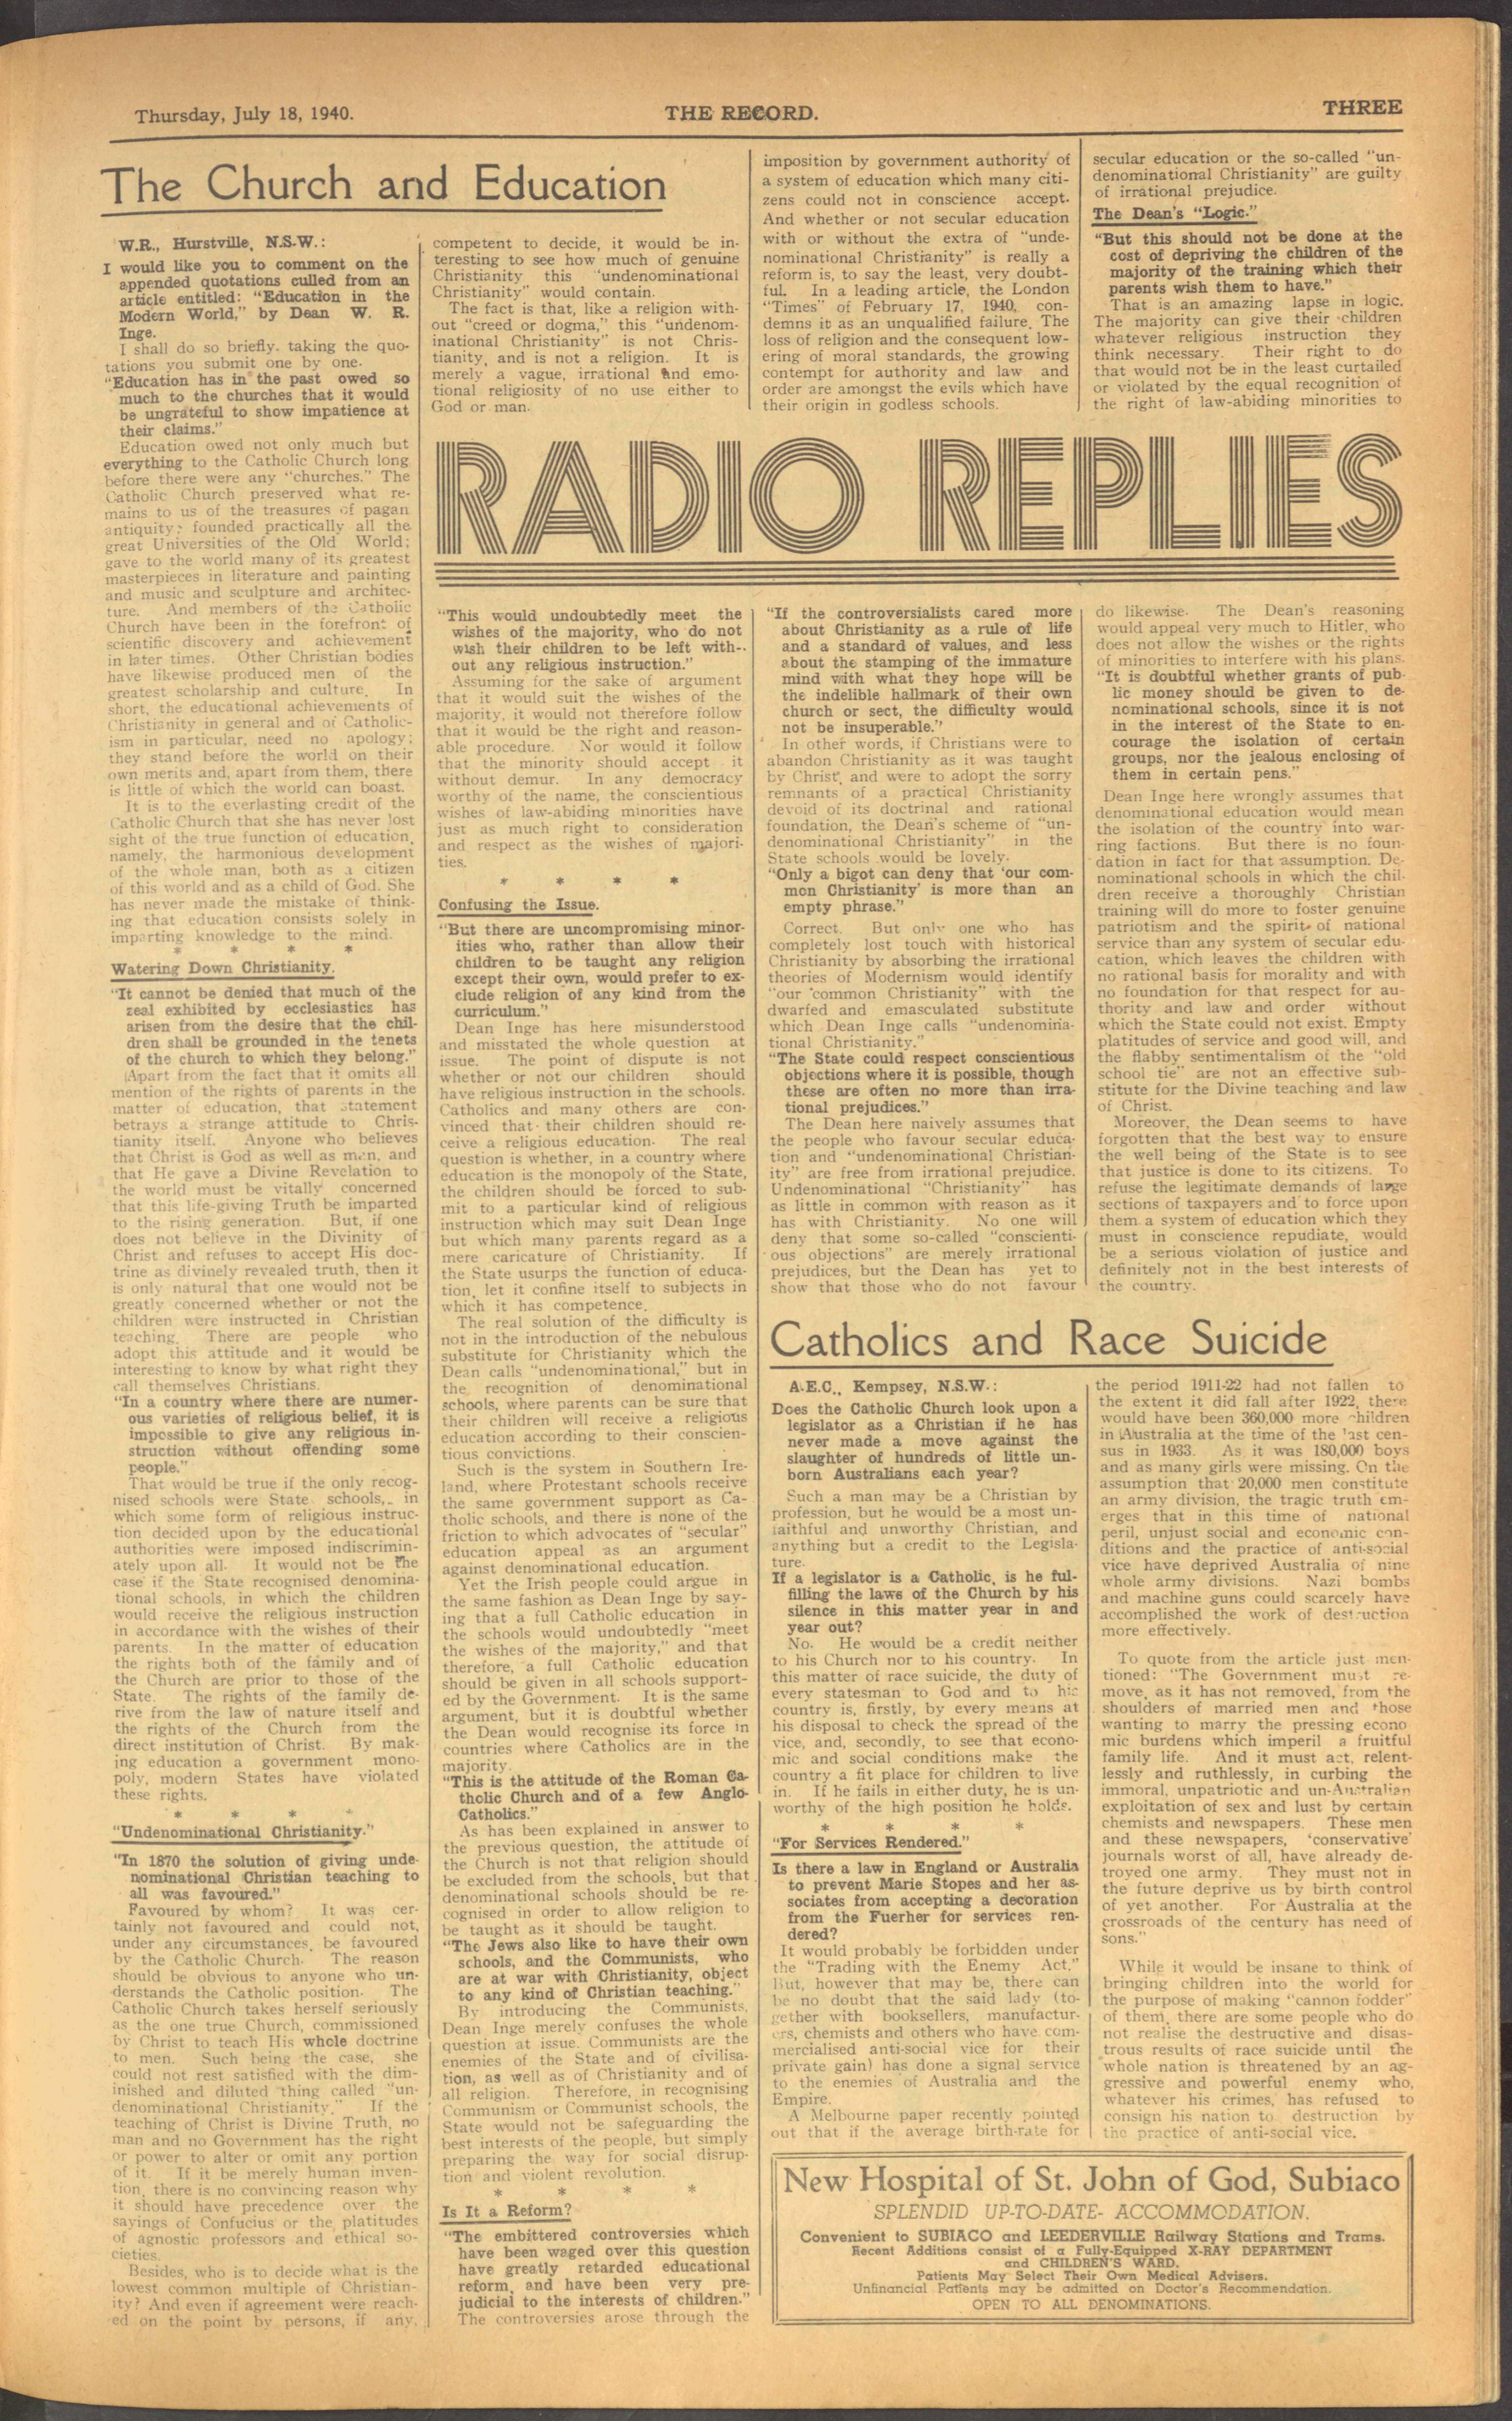 Thursday, July 18, 1940.
THE RECORD.
THREE
The Church and Education
RADIO REPLIES
W.R., Hurstville, N.S.W.:
I would like you to comment on the
appended quotations culled from an
article entitled: "Education in the
Modern World," by Dean W. R.
Inge.
I shall do so briefly. taking the quo-
tations you submit one by one.
"Education has in the past owed so
much to the churches that it would
be ungrateful to show impatience at
their claims."
Education owed not only much but
everything to the Catholic Church long
before there were any "churches." The
Catholic Church preserved what re-
mains to us of the treasures of pagan
antiquity; founded practically all the
great Universities of the Old World;
gave to the world many of its greatest
masterpieces in literature and painting
and music and sculpture and architec-
ture. And members of the Catholic
Church have been in the forefront of
scientific discovery and achievement
in later times. Other Christian bodies
have likewise produced men of the
greatest scholarship and culture. In
short, the educational achievements of
Christianity in general and of Catholic-
ism in particular, need no apology;
they stand before the world on their
own merits and, apart from them, there
is little of which the world can boast.
It is to the everlasting credit of the
Catholic Church that she has never lost
sight of the true function of education,
namely, the harmonious development
of the whole man, both as a citizen
of this world and as a child of God. She
has never made the mistake of think-
ing that education consists solely in
imparting knowledge to the mind.
* * * *
Watering Down Christianity.
"It cannot be denied that much of the
zeal exhibited by ecclesiastics has
arisen from the desire that the chil-
dren shall be grounded in the tenets
of the church to which they belong."
Apart from the fact that it omits all
mention of the rights of parents in the
matter of education, that statement
betrays a strange attitude to Chris-
tianity itself. Anyone who believes
that Christ is God as well as man, and
that He gave a Divine Revelation to
the world must be vitally concerned
that this life-giving Truth be imparted
to the rising generation. But, if one
does not believe in the Divinity of
Christ and refuses to accept His doc-
trine as divinely revealed truth, then it
is only natural that one would not be
greatly concerned whether or not the
children were instructed in Christian
teaching. There are people who
adopt this attitude and it would be
interesting to know by what right they
call themselves Christians.
"In a country where there are numer-
ous varieties of religious belief, it is
impossible to give any religious in-
struction without offending some
people."
That would be true if the only recog-
nised schools were State schools, in
which some form of religious instruc-
tion decided upon by the educational
authorities were imposed indiscrimin-
ately upon all. It would not be the
case if the State recognised denomina-
tional schools, in which the children
would receive the religious instruction
in accordance with the wishes of their
parents. In the matter of education
the rights both of the family and of
the Church are prior to those of the
State. The rights of the family de-
rive from the law of nature itself and
the rights of the Church from the
direct institution of Christ. By mak-
ing education a government mono-
poly, modern States have violated
these rights.
* * * *
"Undenominational Christianity."
"In 1870 the solution of giving unde-
nominational Christian teaching to
all was favoured."
Favoured by whom? It was cer-
tainly not favoured and could not,
under any circumstances, be favoured
by the Catholic Church. The reason
should be obvious to anyone who un-
derstands the Catholic position. The
Catholic Church takes herself seriously
as the one true Church, commissioned
by Christ to teach His whole doctrine
to men. Such being the case, she
could not rest satisfied with the dim-
inished and diluted thing called "un-
denominational Christianity." If the
teaching of Christ is Divine Truth, no
man and no Government has the right
or power to alter or omit any portion
of it. If it be merely human inven-
tion, there is no convincing reason why
it should have precedence over the
sayings of Confucius or the platitudes
of agnostic professors and ethical so-
cieties.
Besides, who is to decide what is the
lowest common multiple of Christian-
ity? And even if agreement were reach-
ed on the point by persons, if any,
competent to decide, it would be in-
teresting to see how much of genuine
Christianity this "undenominational
Christianity" would contain.
The fact is that, like a religion with-
out "creed or dogma," this "undenom-
inational Christianity" is not Chris-
tianity, and is not a religion. It is
merely a vague, irrational and emo-
tional religiosity of no use either to
God or man.
"This would undoubtedly meet the
wishes of the majority, who do not
wish their children to be left with-.
out any religious instruction."
Assuming for the sake of argument
that it would suit the wishes of the
majority, it would not therefore follow
that it would be the right and reason-
able procedure. Nor would it follow
that the minority should accept it
without demur. In any democracy
worthy of the name, the conscientious
wishes of law-abiding minorities have
just as much right to consideration
and respect as the wishes of majori-
ties.
* * * *
Confusing the Issue.
"But there are uncompromising minor-
ities who, rather than allow their
children to be taught any religion
except their own, would prefer to ex-
clude religion of any kind from the
curriculum."
Dean Inge has here misunderstood
and misstated the whole question at
issue. The point of dispute is not
whether or not our children should
have religious instruction in the schools.
Catholics and many others are con-
vinced that their children should re-
ceive a religious education. The real
question is whether, in a country where
education is the monopoly of the State,
the children should be forced to sub-
mit to a particular kind of religious
instruction which may suit Dean Inge
but which many parents regard as a
mere caricature of Christianity. If
the State usurps the function of educa-
tion, let it confine itself to subjects in
which it has competence.
The real solution of the difficulty is
not in the introduction of the nebulous
substitute for Christianity which the
Dean calls "undenominational," but in
the recognition of denominational
schools, where parents can be sure that
their children will receive a religious
education according to their conscien-
tious convictions.
Such is the system in Southern Ire-
land, where Protestant schools receive
the same government support as Ca-
tholic schools, and there is none of the
friction to which advocates of "secular"
education appeal as an argument
against denominational education.
Yet the Irish people could argue in
the same fashion as Dean Inge by say-
ing that a full Catholic education in
the schools would undoubtedly "meet
the wishes of the majority," and that
therefore, a full Catholic education
should be given in all schools support-
ed by the Government. It is the same
argument, but it is doubtful whether
the Dean would recognise its force in
countries where Catholics are in the
majority.
"This is the attitude of the Roman Ca-
tholic Church and of a few Anglo-
Catholics."
As has been explained in answer to
the previous question, the attitude of
the Church is not that religion should
be excluded from the schools, but that
denominational schools should be re-
cognised in order to allow religion to
be taught as it should be taught.
"The Jews also like to have their own
schools, and the Communists, who
are at war with Christianity, object
to any kind of Christian teaching."
By introducing the Communists,
Dean Inge merely confuses the whole
question at issue. Communists are the
enemies of the State and of civilisa-
tion, as well as of Christianity and of
all religion. Therefore, in recognising
Communism or Communist schools, the
State would not be safeguarding the
best interests of the people, but simply
preparing the way for social disrup-
tion and violent revolution.
* * * *
Is It a Reform?
"The embittered controversies which
have been waged over this question
have greatly retarded educational
reform, and have been very pre-
judicial to the interests of children."
The controversies arose through the
imposition by government authority of
a system of education which many citi-
zens could not in conscience accept.
And whether or not secular education
with or without the extra of "unde-
nominational Christianity" is really a
reform is, to say the least, very doubt-
ful. In a leading article, the London
"Times" of February 17, 1940, con-
demns it as an unqualified failure. The
loss of religion and the consequent low-
ering of moral standards, the growing
contempt for authority and law and
order are amongst the evils which have
their origin in godless schools.
"If the controversialists cared more
about Christianity as a rule of life
and a standard of values, and less
about the stamping of the immature
mind with what they hope will be
the indelible hallmark of their own
church or sect, the difficulty would
not be insuperable."
In other words, if Christians were to
abandon Christianity as it was taught
by Christ, and were to adopt the sorry
remnants of a practical Christianity
devoid of its doctrinal and rational
foundation, the Dean's scheme of "un-
denominational Christianity" in the
State schools would be lovely.
"Only a bigot can deny that 'our com-
mon Christianity' is more than an
empty phrase."
Correct. But only one who has
completely lost touch with historical
Christianity by absorbing the irrational
theories of Modernism would identify
"our common Christianity" with the
dwarfed and emasculated substitute
which Dean Inge calls "undenomina-
tional Christianity."
"The State could respect conscientious
objections where it is possible, though
these are often no more than irra-
tional prejudices."
The Dean here naively assumes that
the people who favour secular educa-
tion and "undenominational Christian-
ity" are free from irrational prejudice.
Undenominational "Christianity" has
as little in common with reason as it
has with Christianity. No one will
deny that some so-called "conscienti-
ous objections" are merely irrational
prejudices, but the Dean has yet to
show that those who do not favour
secular education or the so-called "un-
denominational Christianity" are guilty
of irrational prejudice.
The Dean's "Logic."
"But this should not be done at the
cost of depriving the children of the
majority of the training which their
parents wish them to have."
That is an amazing lapse in logic.
The majority can give their children
whatever religious instruction they
think necessary. Their right to do
that would not be in the least curtailed
or violated by the equal recognition of
the right of law-abiding minorities to
do likewise. The Dean's reasoning
would appeal very much to Hitler, who
does not allow the wishes or the rights
of minorities to interfere with his plans.
"It is doubtful whether grants of pub-
lic money should be given to de-
nominational schools, since it is not
in the interest of the State to en-
courage the isolation of certain
groups, nor the jealous enclosing of
them in certain pens."
Dean Inge here wrongly assumes that
denominational education would mean
the isolation of the country into war-
ring factions. But there is no foun-
dation in fact for that assumption. De-
nominational schools in which the chil-
dren receive a thoroughly Christian
training will do more to foster genuine
patriotism and the spirit of national
service than any system of secular edu-
cation, which leaves the children with
no rational basis for morality and with
no foundation for that respect for au-
thority and law and order without
which the State could not exist. Empty
platitudes of service and good will, and
the flabby sentimentalism of the "old
school tie" are not an effective sub-
stitute for the Divine teaching and law
of Christ.
Moreover, the Dean seems to have
forgotten that the best way to ensure
the well being of the State is to see
that justice is done to its citizens. To
refuse the legitimate demands of large
sections of taxpayers and to force upon
them a system of education which they
must in conscience repudiate, would
be a serious violation of justice and
definitely not in the best interests of
the country.
Catholics and Race Suicide
A.E.C., Kempsey, N.S.W.:
Does the Catholic Church look upon a
legislator as a Christian if he has
never made a move against the
slaughter of hundreds of little un-
born Australians each year?
Such a man may be a Christian by
profession, but he would be a most un-
faithful and unworthy Christian, and
anything but a credit to the Legisla-
ture.
If a legislator is a Catholic, is he ful-
filling the laws of the Church by his
silence in this matter year in and
year out?
No. He would be a credit neither
to his Church nor to his country. In
this matter of race suicide, the duty of
every statesman to God and to his
country is, firstly, by every means at
his disposal to check the spread of the
vice, and, secondly, to see that econo-
mic and social conditions make the
country a fit place for children to live
in. If he fails in either duty, he is un-
worthy of the high position he holds.
* * * *
"For Services Rendered."
Is there a law in England or Australia
to prevent Marie Stopes and her as-
sociates from accepting a decoration
from the Fuerher for services ren-
dered?
It would probably be forbidden under
the "Trading with the Enemy Act."
But, however that may be, there can
be no doubt that the said lady (to-
gether with booksellers, manufactur-
ers, chemists and others who have com-
mercialised anti-social vice for their
private gain) has done a signal service
to the enemies of Australia and the
Empire.
A Melbourne paper recently pointed
out that if the average birth-rate for
the period 1911-22 had not fallen to
the extent it did fall after 1922, there
would have been 360,000 more children
in Australia at the time of the last cen-
sus in 1933. As it was 180,000 boys
and as many girls were missing. On the
assumption that 20,000 men constitute
an army division, the tragic truth em-
erges that in this time of national
peril, unjust social and economic con-
ditions and the practice of anti-social
vice have deprived Australia of nine
whole army divisions. Nazi bombs
and machine guns could scarcely have
accomplished the work of destruction
more effectively.
To quote from the article just men-
tioned: "The Government must re-
move, as it has not removed, from the
shoulders of married men and those
wanting to marry the pressing econo
mic burdens which imperil a fruitful
family life. And it must act, relent-
lessly and ruthlessly, in curbing the
immoral, unpatriotic and un-Australian
exploitation of sex and lust by certain
chemists and newspapers. These men
and these newspapers, 'conservative'
journals worst of all, have already de-
troyed one army. They must not in
the future deprive us by birth control
of yet another. For Australia at the
crossroads of the century has need of
sons."
While it would be insane to think of
bringing children into the world for
the purpose of making "cannon fodder"
of them, there are some people who do
not realise the destructive and disas-
trous results of race suicide until the
whole nation is threatened by an ag-
gressive and powerful enemy who,
whatever his crimes, has refused to
consign his nation to destruction by
the practice of anti-social vice.
New Hospital of St. John of God, Subiaco
SPLENDID UP-TO-DATE- ACCOMMODATION.
Convenient to SUBIACO and LEEDERVILLE Railway Stations and Trams.
Recent Additions consist of a Fully-Equipped X-RAY DEPARTMENT
and CHILDREN'S WARD.
Patients May Select Their Own Medical Advisers.
Unfinancial Patients may be admitted on Doctor's Recommendation.
OPEN TO ALL DENOMINATIONS.